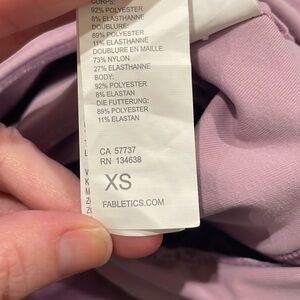 CORPS:
92% POLYESTER
8% ELASTHANNE
DOUBLURE:
89% POLYESTER
11% ELASTHANNE
DOUBLURE EN MAILLE:
73% NYLON
27% ELASTHANNE
BODY:
92% POLYESTER
8% ELASTAN
DIE FUTTERUNG:
89% POLYESTER
11% ELASTAN
CA 57737
RN 134638
XS
FABLETICS.COM